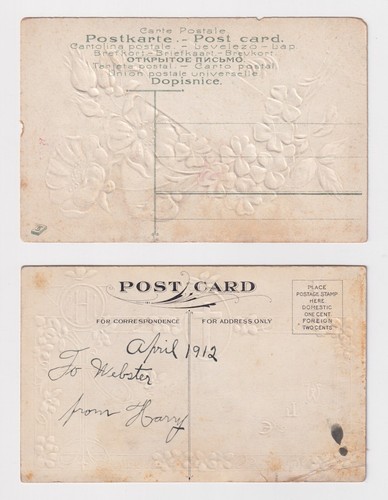 Carte Postale.
Postkarte.- Post card.
Cartolina postale. – Levelezo-Lap.
Brefkort-Briefkaart-Brevkort.
ОТКРЫТОЕ ПИСЬМО.
Tarjeta postal. – Carta postal.
Union postale universelle.
Dopisnice.
POST CARD
PLACE
POSTAGE STAMP
HERE.
DOMESTIC
ONE CENT.
FOREIGN
TWO CENTS
FOR CORRESPONDENCE
FOR ADDRESS ONLY
April 1912
To Webster
from Harry